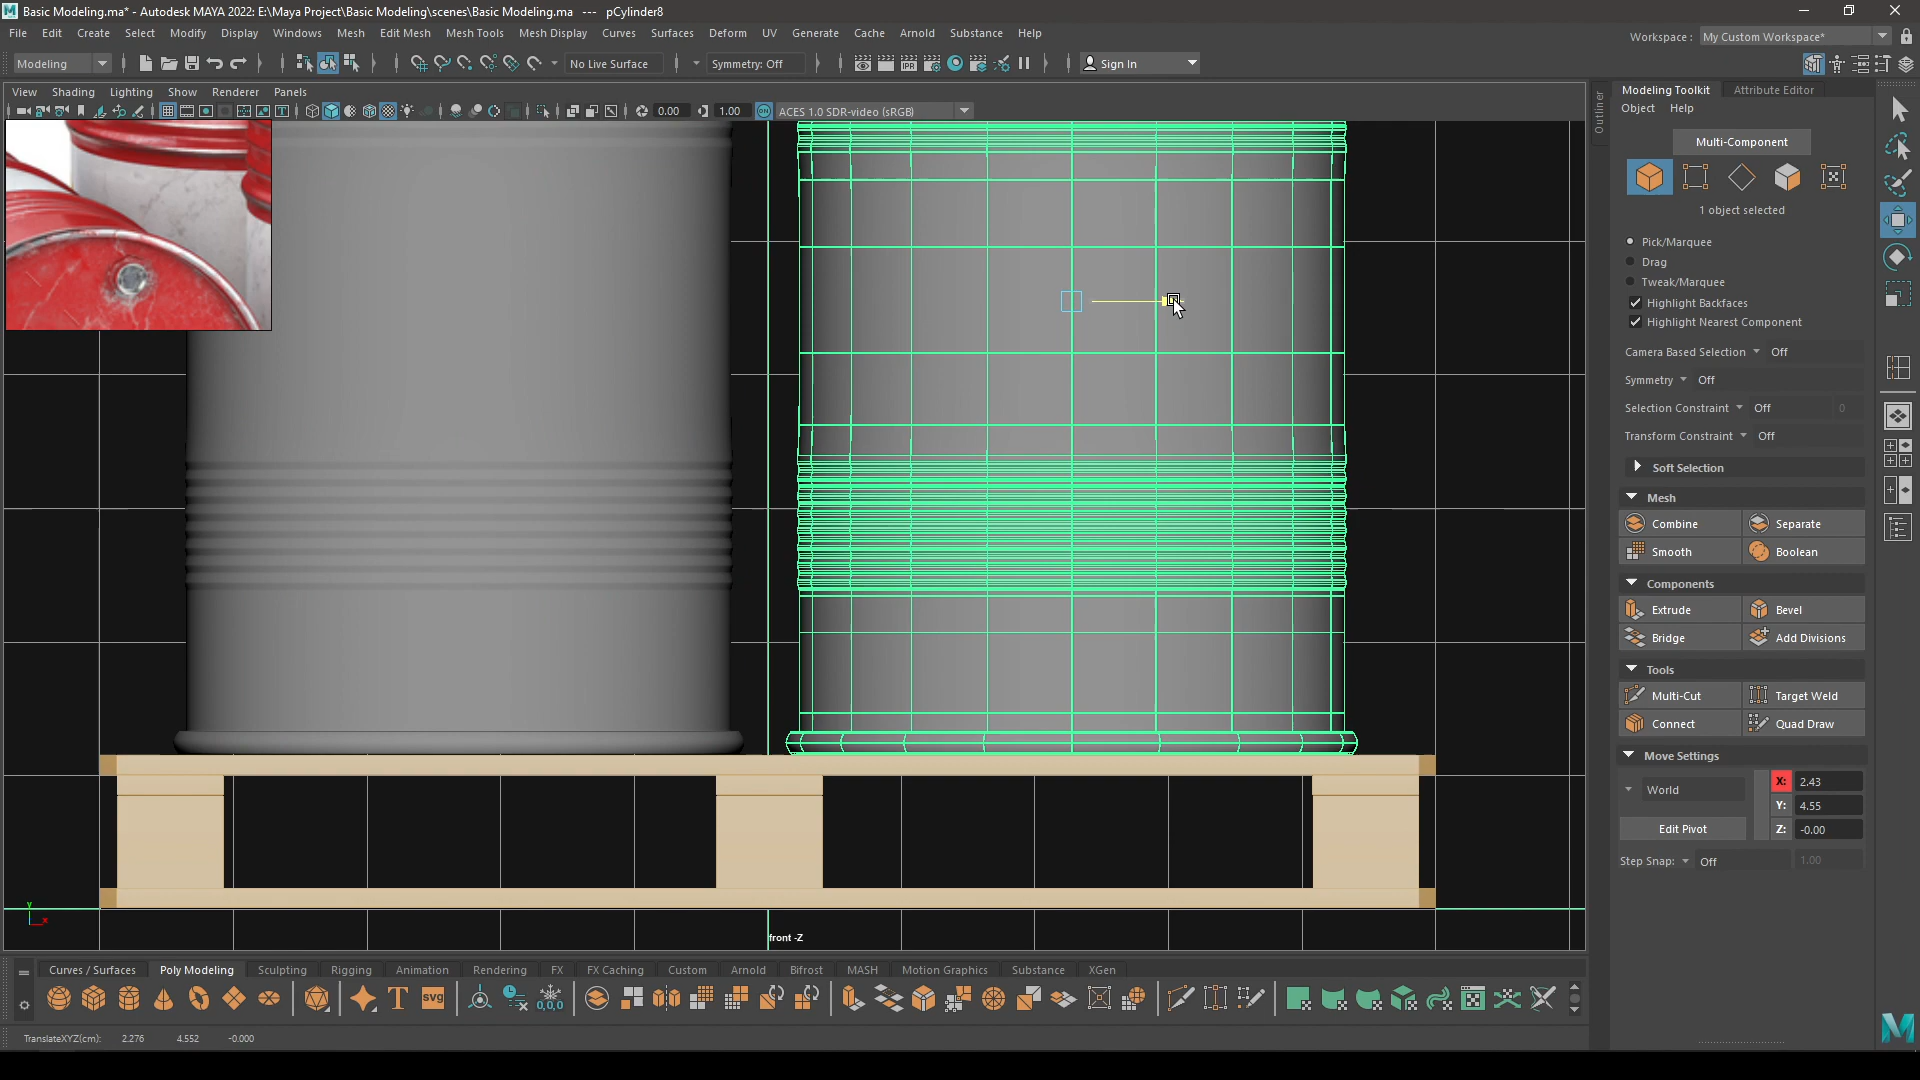 Basic Modeling.ma* - Autodesk MAYA 2022: E:\Maya Project\Basic Modeling\scenes\Basic Modeling.ma --- pCylinder8
File Edit Create Select Modify Display Windows Mesh Edit Mesh Mesh Tools Mesh Display Curves Surfaces Deform UV Generate Cache Arnold Substance Help
Workspace : My Custom Workspace*
Modeling No Live Surface Symmetry: Off Sign In
View Shading Lighting Show Renderer Panels
0.00 1.00 ACES 1.0 SDR-video (sRGB)
Outliner
Modeling Toolkit Attribute Editor
Object Help
Multi-Component
1 object selected
Pick/Marquee
Drag
Tweak/Marquee
Highlight Backfaces
Highlight Nearest Component
Camera Based Selection Off
Symmetry Off
Selection Constraint Off 0
Transform Constraint Off
Soft Selection
Mesh
Combine Separate
Smooth Boolean
Components
Extrude Bevel
Bridge Add Divisions
Tools
Multi-Cut Target Weld
Connect Quad Draw
Move Settings
World X: 2.43
Y: 4.55
Edit Pivot Z: -0.00
Step Snap: Off 1.00
y
x
front -Z
Curves / Surfaces Poly Modeling Sculpting Rigging Animation Rendering FX FX Caching Custom Arnold Bifrost MASH Motion Graphics Substance XGen
T svg 0,0,0
TranslateXYZ(cm): 2.276 4.552 -0.000
M